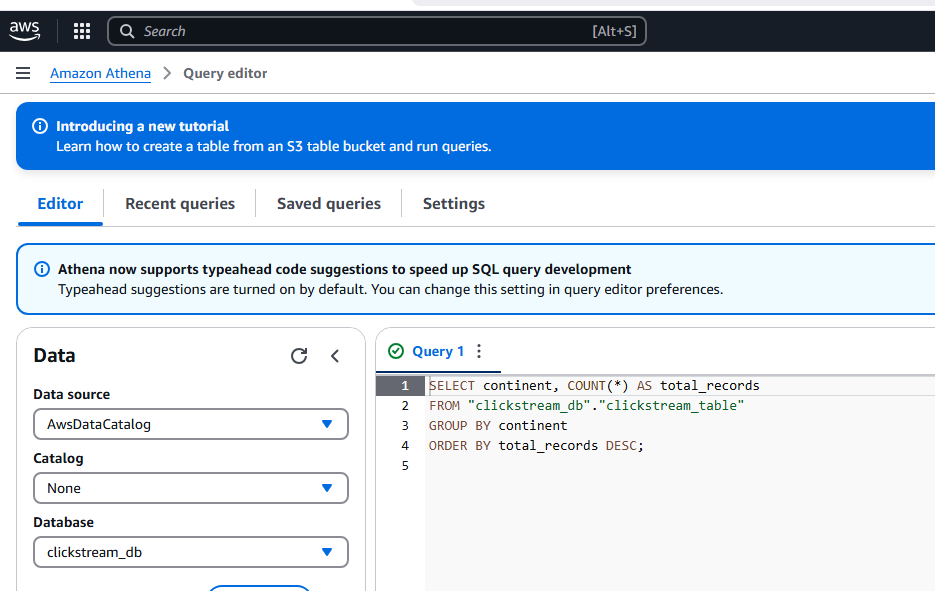 aws
Search
[Alt+S]
Amazon Athena > Query editor
Introducing a new tutorial
Learn how to create a table from an S3 table bucket and run queries.
Editor
Recent queries
Saved queries
Settings
Athena now supports typeahead code suggestions to speed up SQL query development
Typeahead suggestions are turned on by default. You can change this setting in query editor preferences.
Data
Data source
AwsDataCatalog
Catalog
None
Database
clickstream_db
Query 1
1 SELECT continent, COUNT(*) AS total_records
2 FROM "clickstream_db"."clickstream_table"
3 GROUP BY continent
4 ORDER BY total_records DESC;
5